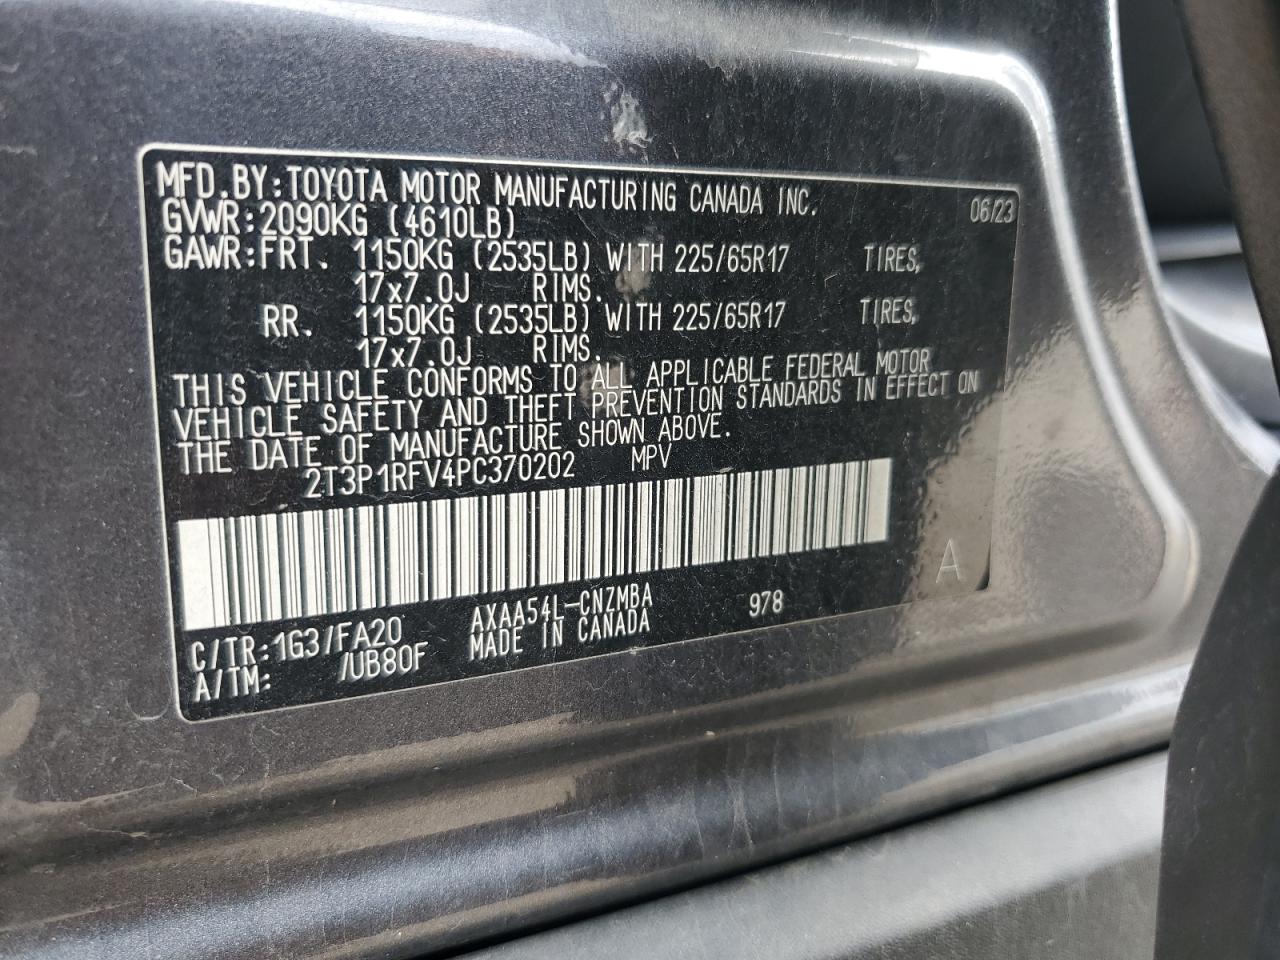 MFD.BY:TOYOTA MOTOR MANUFACTURING CANADA INC.
06/23
GVWR:2090KG (4610LB)
GAWR:FRT. 1150KG (2535LB) WITH 225/65R17 TIRES,
17x7.0J RIMS.
RR. 1150KG (2535LB) WITH 225/65R17 TIRES,
17x7.0J RIMS.
THIS VEHICLE CONFORMS TO ALL APPLICABLE FEDERAL MOTOR
VEHICLE SAFETY AND THEFT PREVENTION STANDARDS IN EFFECT ON
THE DATE OF MANUFACTURE SHOWN ABOVE.
2T3P1RFV4PC370202 MPV
A
C/TR:1G3/FA20 AXAA54L-CNZMBA 978
A/TM: /UB80F MADE IN CANADA